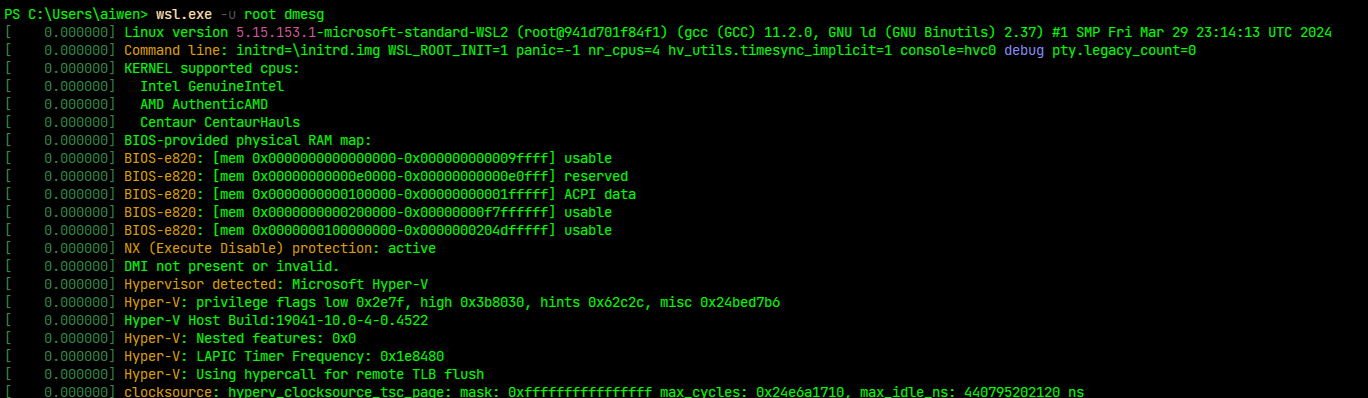 PS C:\Users\aiwen> wsl.exe -u root dmesg
[    0.000000] Linux version 5.15.153.1-microsoft-standard-WSL2 (root@941d701f84f1) (gcc (GCC) 11.2.0, GNU ld (GNU Binutils) 2.37) #1 SMP Fri Mar 29 23:14:13 UTC 2024
[    0.000000] Command line: initrd=\initrd.img WSL_ROOT_INIT=1 panic=-1 nr_cpus=4 hv_utils.timesync_implicit=1 console=hvc0 debug pty.legacy_count=0
[    0.000000] KERNEL supported cpus:
[    0.000000]   Intel GenuineIntel
[    0.000000]   AMD AuthenticAMD
[    0.000000]   Centaur CentaurHauls
[    0.000000] BIOS-provided physical RAM map:
[    0.000000] BIOS-e820: [mem 0x0000000000000000-0x000000000009ffff] usable
[    0.000000] BIOS-e820: [mem 0x00000000000e0000-0x00000000000e0fff] reserved
[    0.000000] BIOS-e820: [mem 0x0000000000100000-0x00000000001fffff] ACPI data
[    0.000000] BIOS-e820: [mem 0x0000000000200000-0x00000000f7ffffff] usable
[    0.000000] BIOS-e820: [mem 0x0000000100000000-0x0000000204dfffff] usable
[    0.000000] NX (Execute Disable) protection: active
[    0.000000] DMI not present or invalid.
[    0.000000] Hypervisor detected: Microsoft Hyper-V
[    0.000000] Hyper-V: privilege flags low 0x2e7f, high 0x3b8030, hints 0x62c2c, misc 0x24bed7b6
[    0.000000] Hyper-V Host Build:19041-10.0-4-0.4522
[    0.000000] Hyper-V: Nested features: 0x0
[    0.000000] Hyper-V: LAPIC Timer Frequency: 0x1e8480
[    0.000000] Hyper-V: Using hypercall for remote TLB flush
[    0.000000] clocksource: hyperv_clocksource_tsc_page: mask: 0xffffffffffffffff max_cycles: 0x24e6a1710, max_idle_ns: 440795202120 ns